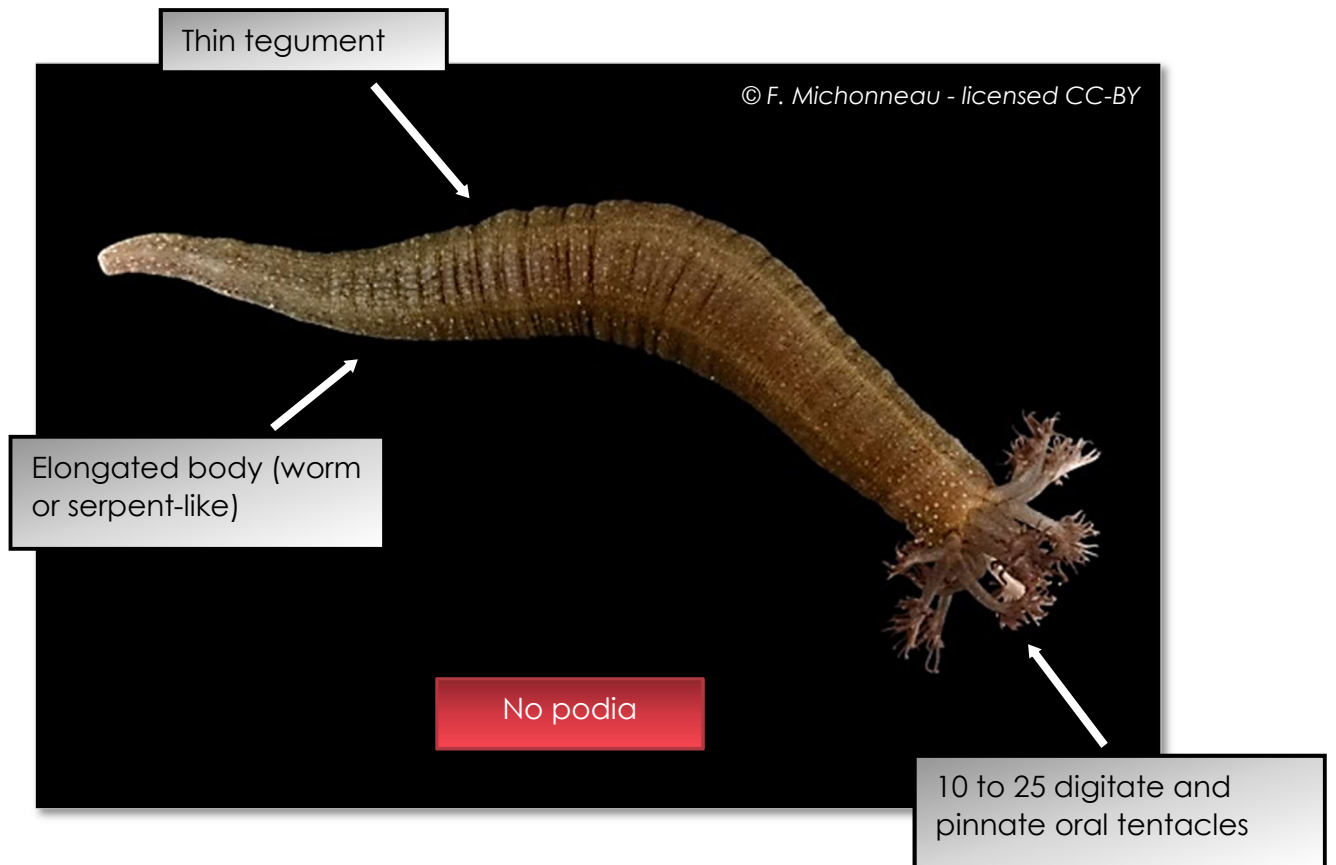 Thin tegument
© F. Michonneau - licensed CC-BY
Elongated body (worm
or serpent-like)
No podia
10 to 25 digitate and
pinnate oral tentacles